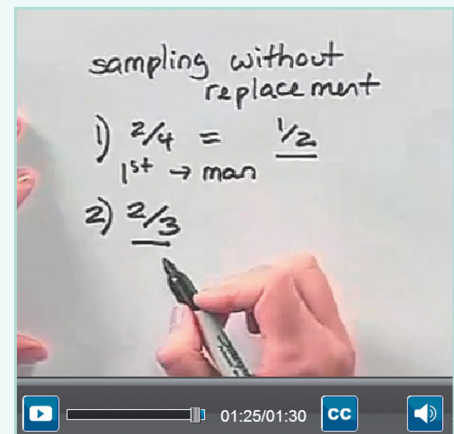 sampling without
replacement
1) 2/4 = 1/2
1st → man
2) 2/3
01:25/01:30 CC